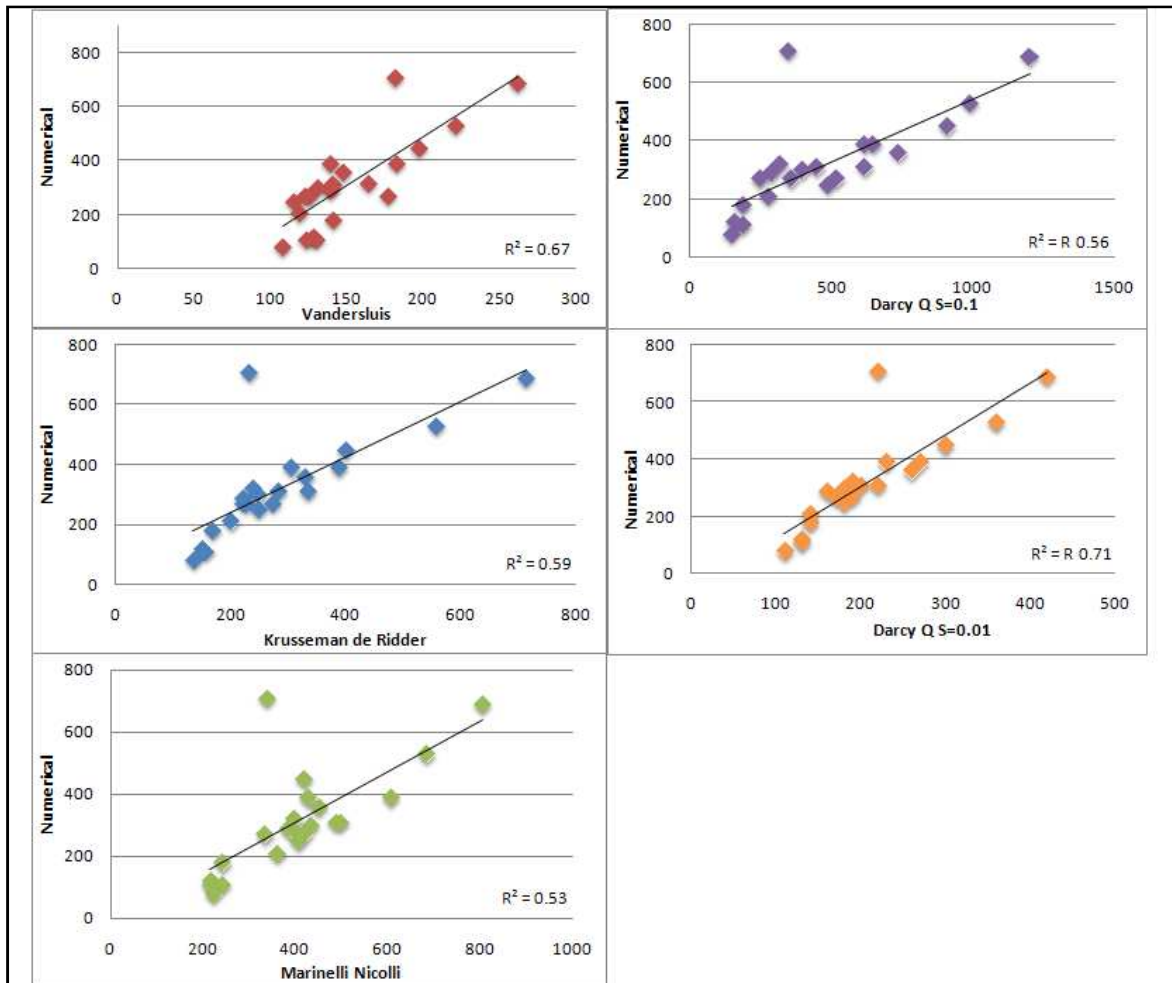 800
600
400
200
0
Numerical
R² = 0.67
0 50 100 150 200 250 300
Vandersluis
800
600
400
200
0
Numerical
0 500 1000 1500
R² = R 0.56
Darcy Q S=0.1
800
600
400
200
0
Numerical
R² = 0.59
0 200 400 600 800
Krusseman de Ridder
800
600
400
200
0
Numerical
R² = R 0.71
0 100 200 300 400 500
Darcy Q S=0.01
800
600
400
200
0
Numerical
R² = 0.53
0 200 400 600 800 1000
Marinelli Nicolli